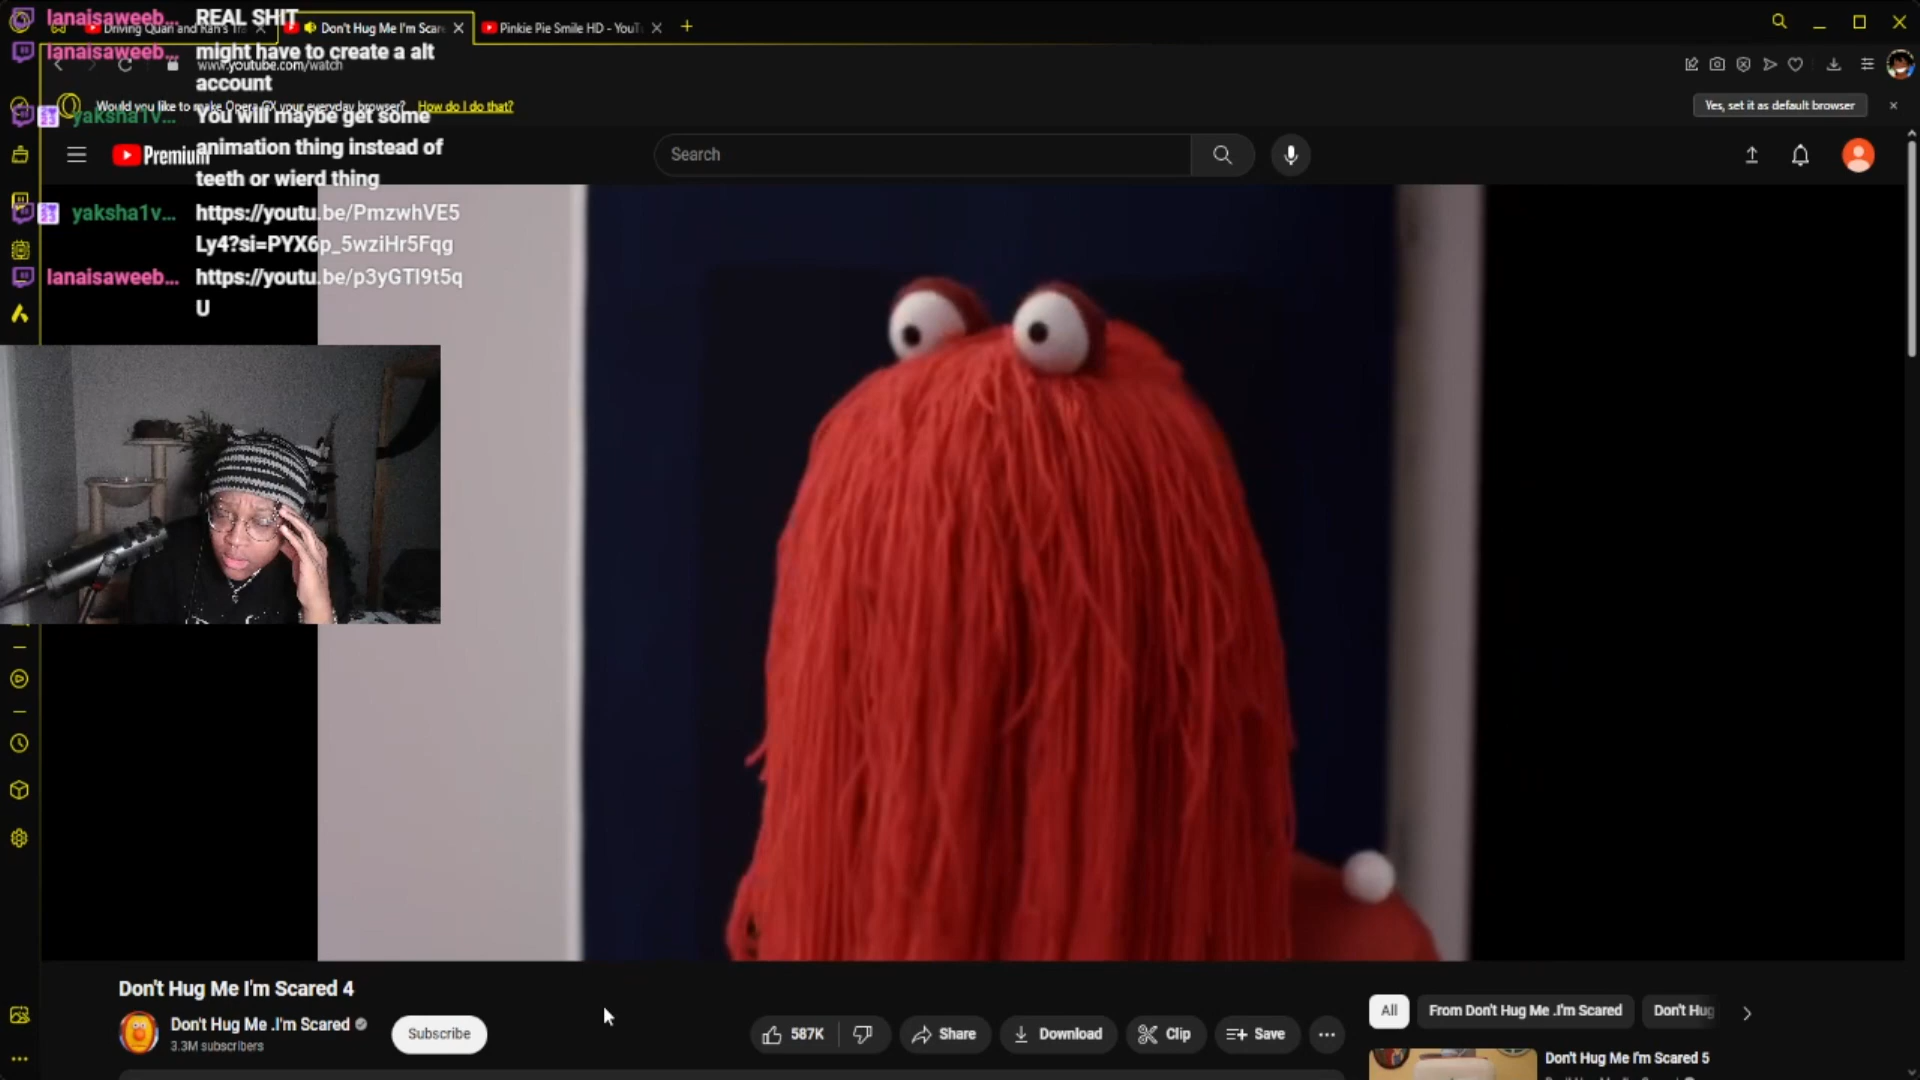 lanaisaweeb... REAL SHIT
Driving Quan and Ran's Tr
Don't Hug Me I'm Scare
Pinkie Pie Smile HD - YouTu
lanaisaweeb... might have to create a alt
account
www.youtube.com/watch
Would you like to make Opera GX your everyday browser? How do I do that?
Yes, set it as default browser
yaksha1v... You will maybe get some
animation thing instead of
teeth or wierd thing
Premium
Search
yaksha1v... https://youtu.be/PmzwhVE5
Ly4?si=PYX6p_5wziHr5Fqg
lanaisaweeb... https://youtu.be/p3yGTI9t5q
U
Don't Hug Me I'm Scared 4
Don't Hug Me .I'm Scared
3.3M subscribers
Subscribe
587K
Share
Download
Clip
Save
All
From Don't Hug Me .I'm Scared
Don't Hug
Don't Hug Me I'm Scared 5